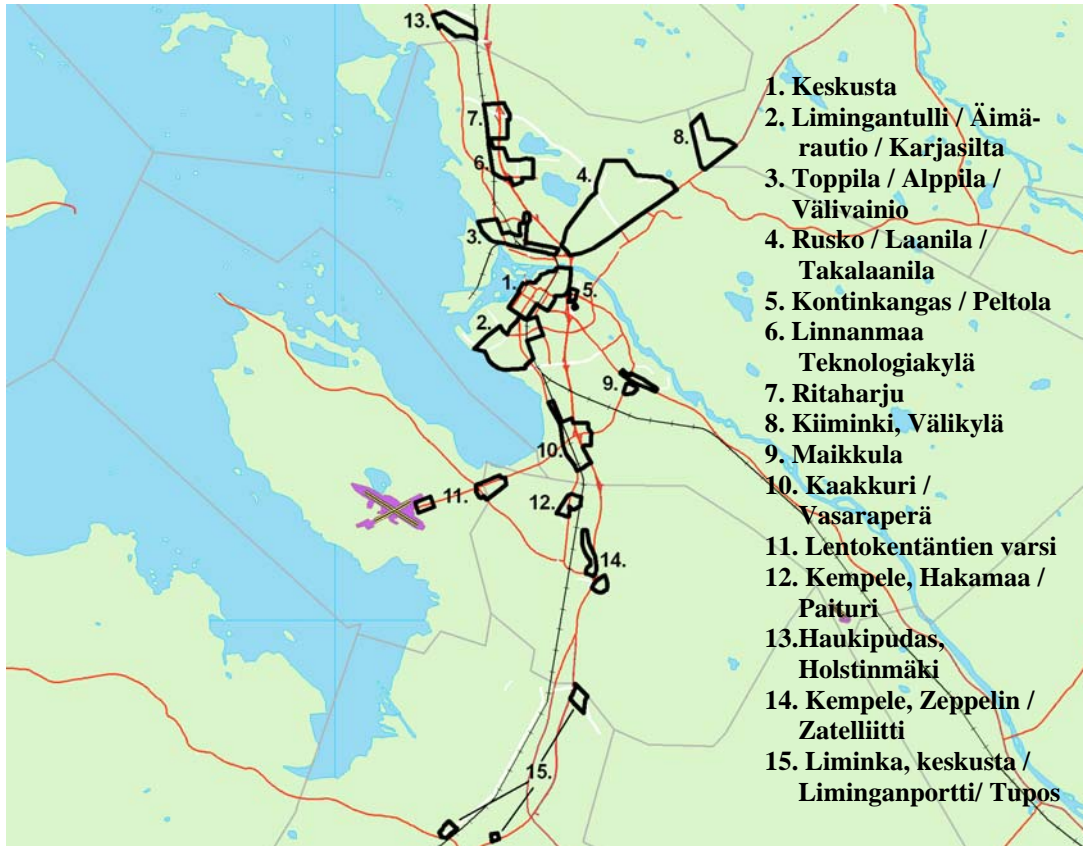 13.
7.
8.
6.
4.
3.
1.
5.
2.
9.
10.
11.
12.
14.
15.
1. Keskusta
2. Limingantulli / Äimä-
rautio / Karjasilta
3. Toppila / Alppila /
Välivainio
4. Rusko / Laanila /
Takalaanila
5. Kontinkangas / Peltola
6. Linnanmaa
Teknologiakylä
7. Ritaharju
8. Kiiminki, Välikylä
9. Maikkula
10. Kaakkuri /
Vasaraperä
11. Lentokentäntien varsi
12. Kempele, Hakamaa /
Paituri
13.Haukipudas,
Holstinmäki
14. Kempele, Zeppelin /
Zatelliitti
15. Liminka, keskusta /
Liminganportti/ Tupos